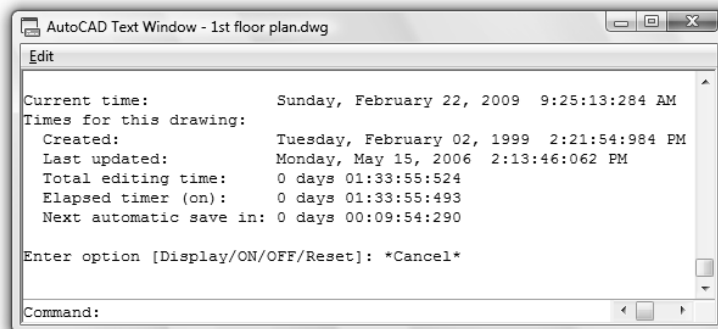 AutoCAD Text Window - 1st floor plan.dwg
Edit
Current time: Sunday, February 22, 2009 9:25:13:284 AM
Times for this drawing:
Created: Tuesday, February 02, 1999 2:21:54:984 PM
Last updated: Monday, May 15, 2006 2:13:46:062 PM
Total editing time: 0 days 01:33:55:524
Elapsed timer (on): 0 days 01:33:55:493
Next automatic save in: 0 days 00:09:54:290
Enter option [Display/ON/OFF/Reset]: *Cancel*
Command: